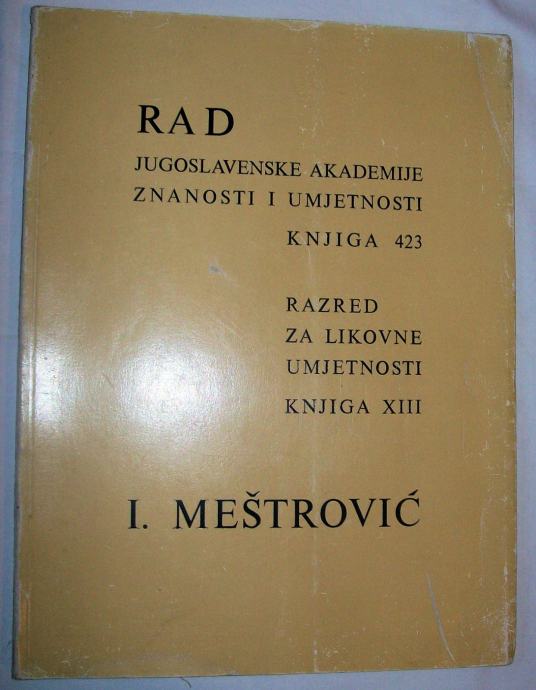 RAD
JUGOSLAVENSKE AKADEMIJE
ZNANOSTI I UMJETNOSTI
KNJIGA 423
RAZRED
ZA LIKOVNE
UMJETNOSTI
KNJIGA XIII
I. MEŠTROVIĆ